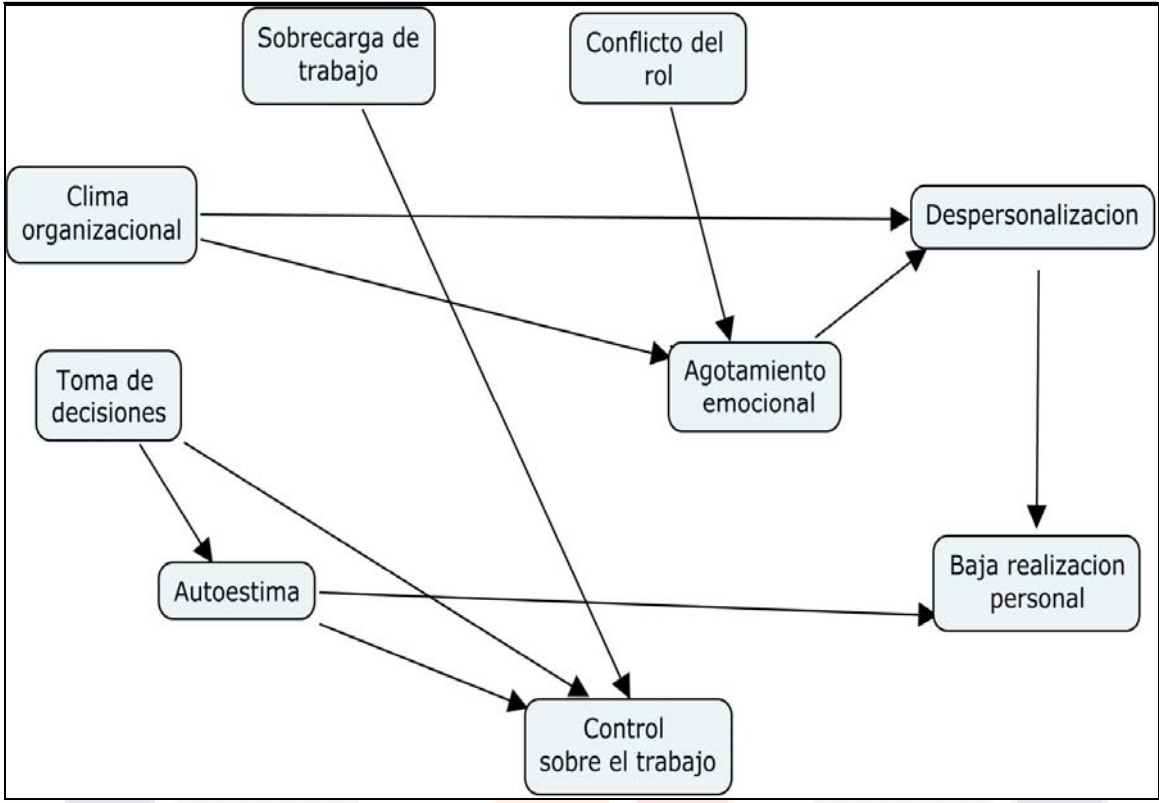 Sobrecarga de
trabajo
Conflicto del
rol
Clima
organizacional
Despersonalizacion
Agotamiento
emocional
Toma de
decisiones
Autoestima
Baja realizacion
personal
Control
sobre el trabajo